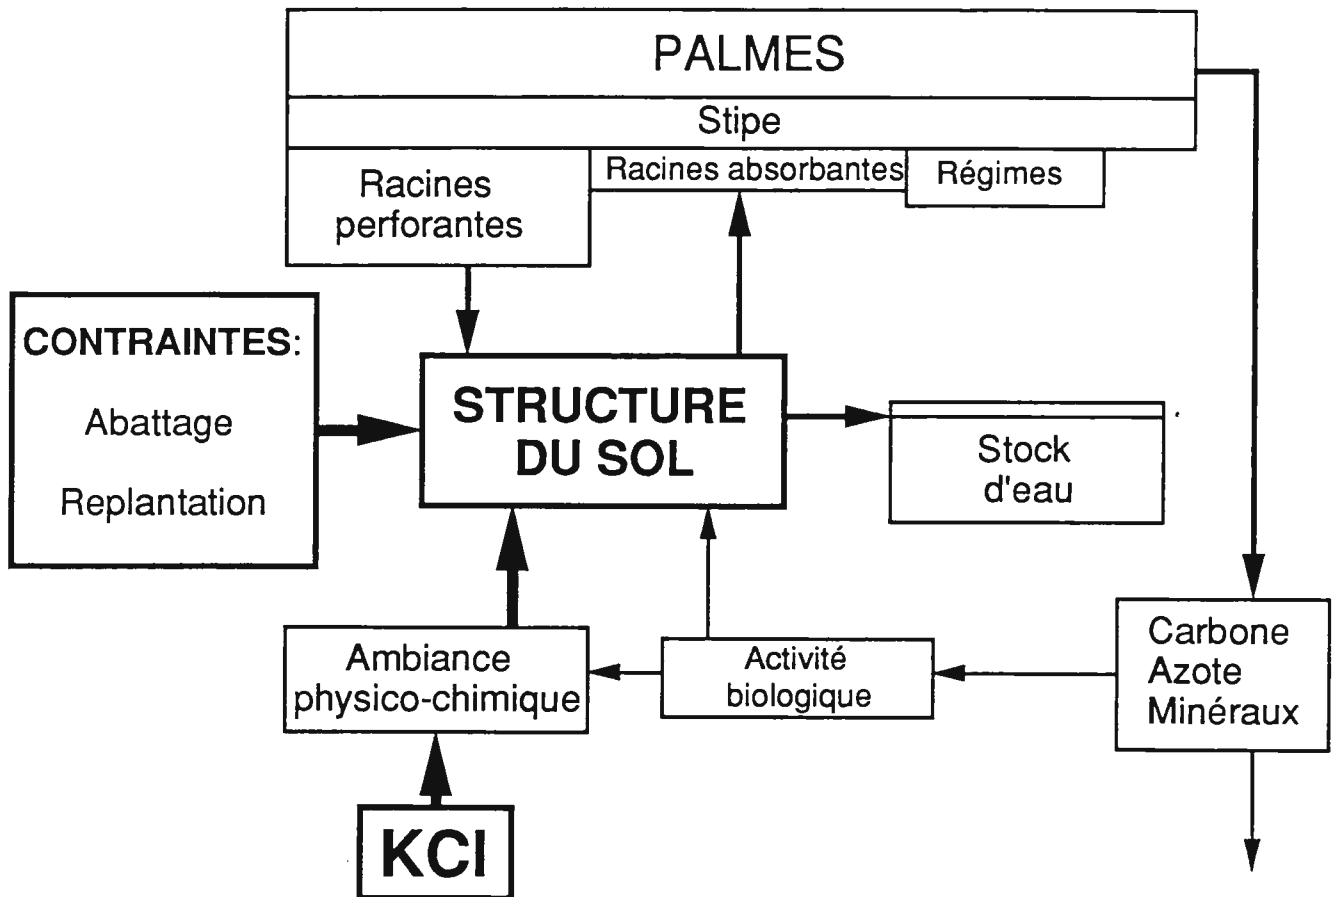 PALMES
Stipe
Racines
perforantes
Racines absorbantes
Régimes
CONTRAINTES:
Abattage
Replantation
STRUCTURE
DU SOL
Stock
d'eau
Ambiance
physico-chimique
Activité
biologique
Carbone
Azote
Minéraux
KCl